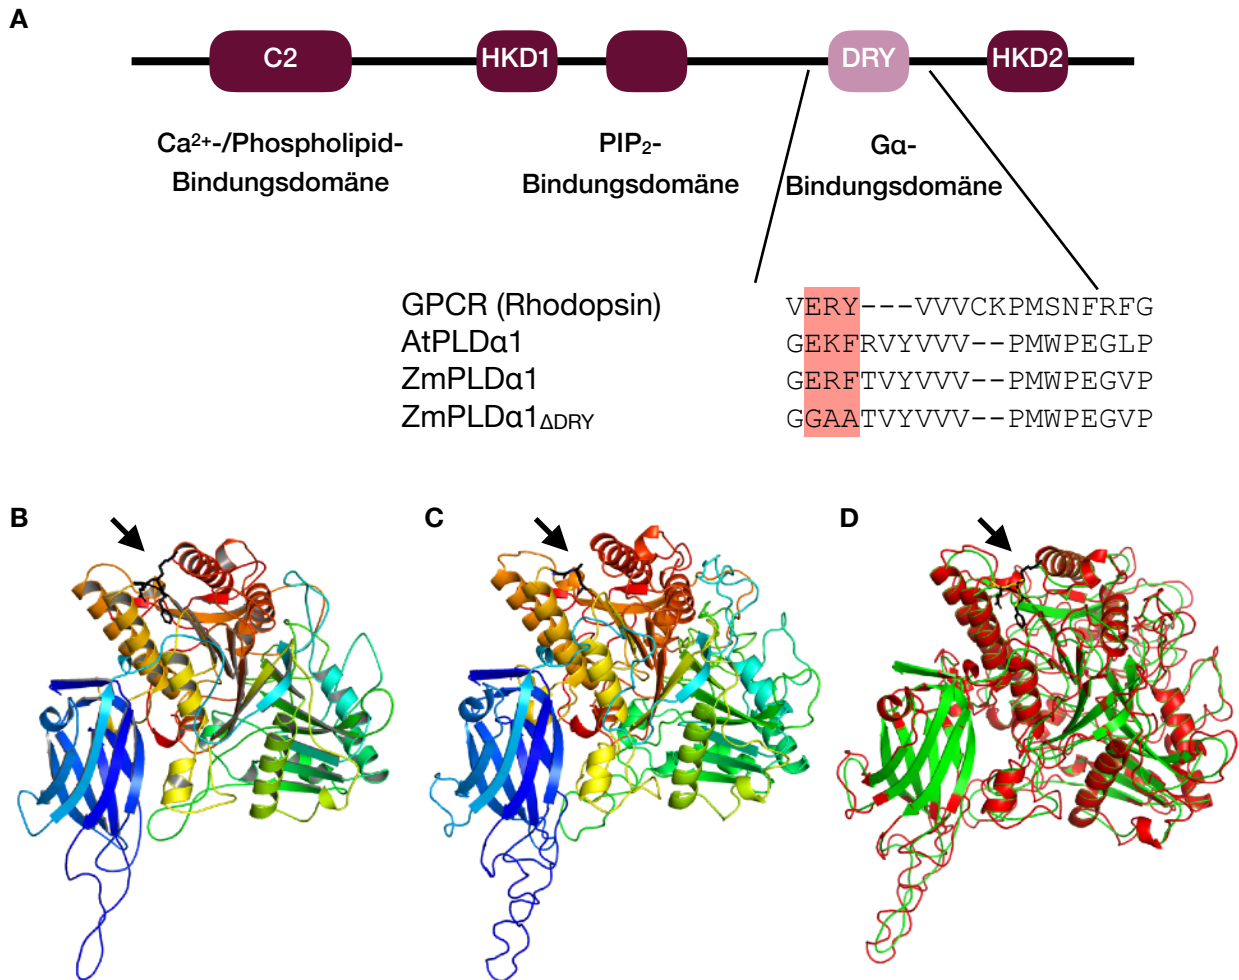 A
C2 HKD1 DRY HKD2
Ca²⁺-/Phospholipid-
Bindungsdomäne
PIP₂-
Bindungsdomäne
Gα-
Bindungsdomäne
GPCR (Rhodopsin) VERY---VVVCKPMSNFRFG
AtPLDα1 GEKFRVYVVV--PMWPEGLP
ZmPLDα1 GERFTVYVVV--PMWPEGVP
ZmPLDα1ΔDRY GGAATVYVVV--PMWPEGVP
B C D